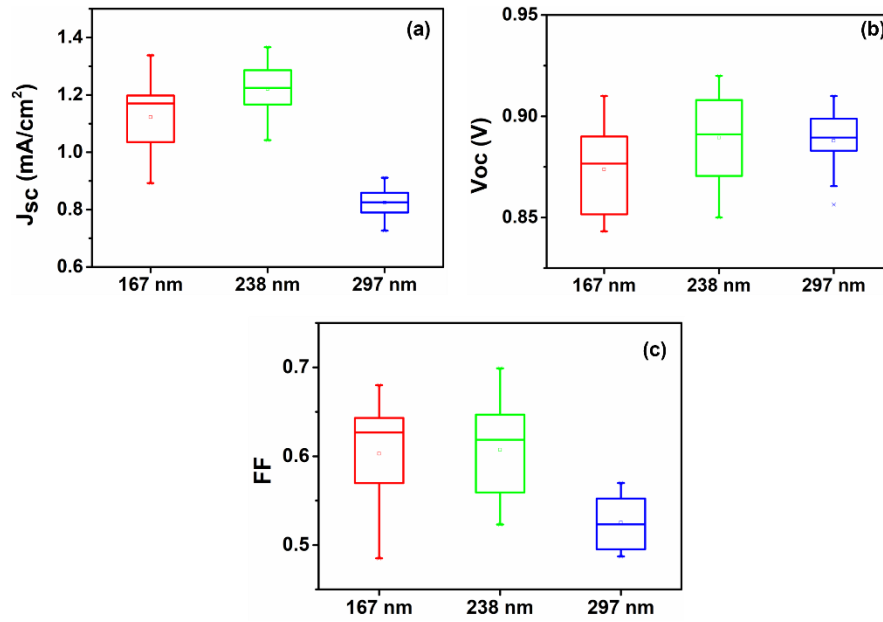 (a)
1.4
1.2
1.0
0.8
0.6
Jsc (mA/cm²)
167 nm 238 nm 297 nm
(b)
0.95
0.90
0.85
Voc (V)
167 nm 238 nm 297 nm
(c)
0.7
0.6
0.5
FF
167 nm 238 nm 297 nm